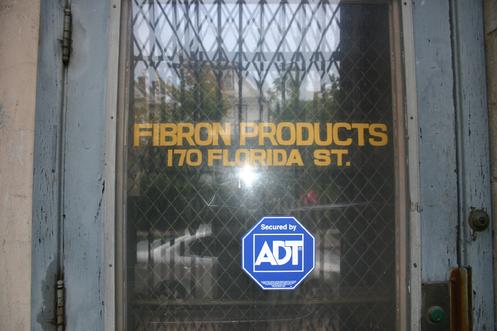 FIBRON PRODUCTS
170 FLORIDA ST.
Secured by
ADT